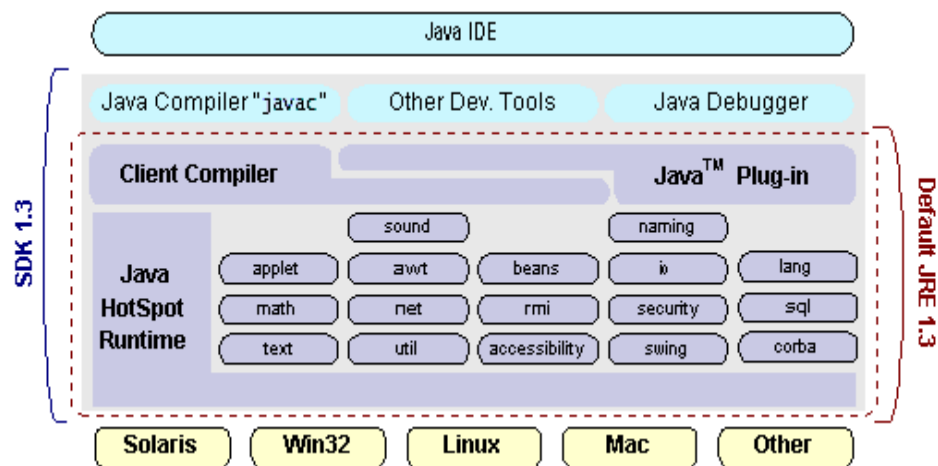 Java IDE
Java Compiler "javac"
Other Dev. Tools
Java Debugger
SDK 1.3
Default JRE 1.3
Client Compiler
Java™ Plug-in
Java
HotSpot
Runtime
sound
naming
applet
awt
beans
io
lang
math
net
rmi
security
sql
text
util
accessibility
swing
corba
Solaris
Win32
Linux
Mac
Other